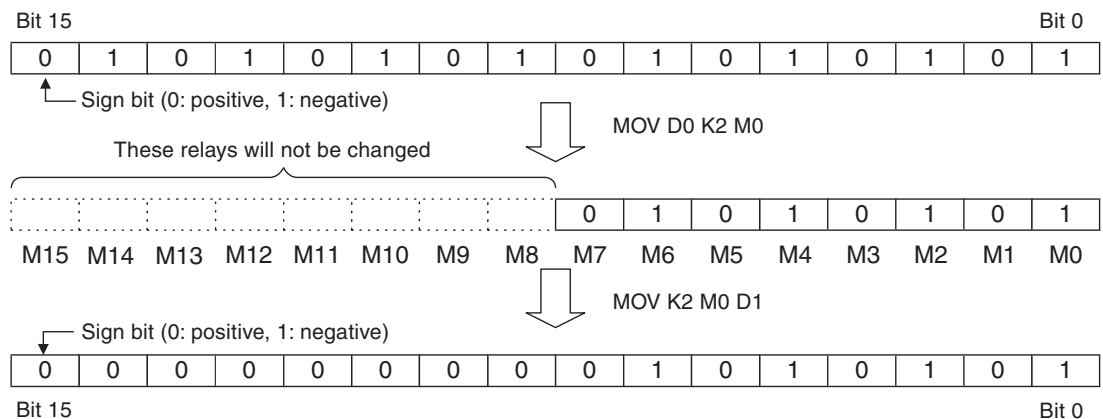 Bit 15 Bit 0
0 1 0 1 0 1 0 1 0 1 0 1 0 1 0 1
Sign bit (0: positive, 1: negative)
MOV D0 K2 M0
These relays will not be changed
0 1 0 1 0 1 0 1
M15 M14 M13 M12 M11 M10 M9 M8 M7 M6 M5 M4 M3 M2 M1 M0
MOV K2 M0 D1
Sign bit (0: positive, 1: negative)
0 0 0 0 0 0 0 0 0 1 0 1 0 1 0 1
Bit 15 Bit 0